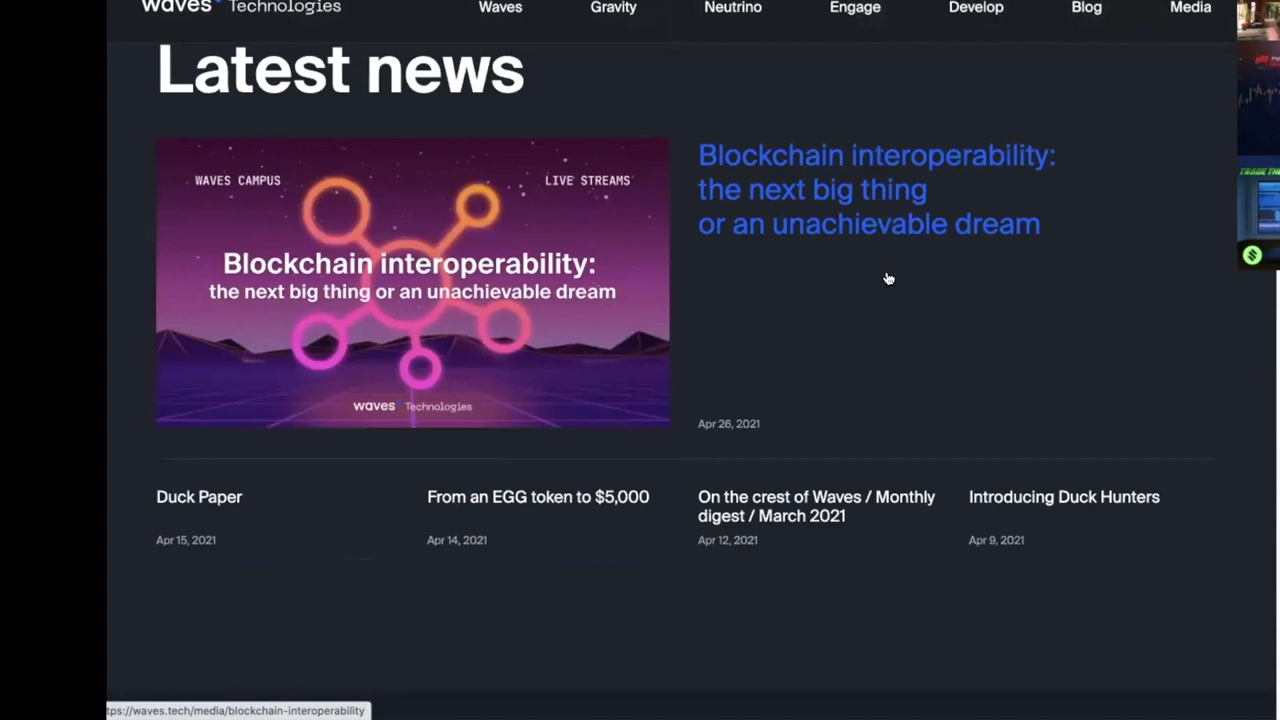 waves Technologies
Waves
Gravity
Neutrino
Engage
Develop
Blog
Media
Latest news
WAVES CAMPUS
LIVE STREAMS
Blockchain interoperability:
the next big thing or an unachievable dream
waves Technologies
Blockchain interoperability:
the next big thing
or an unachievable dream
Apr 26, 2021
Duck Paper
Apr 15, 2021
From an EGG token to $5,000
Apr 14, 2021
On the crest of Waves / Monthly
digest / March 2021
Apr 12, 2021
Introducing Duck Hunters
Apr 9, 2021
tps://waves.tech/media/blockchain-interoperability